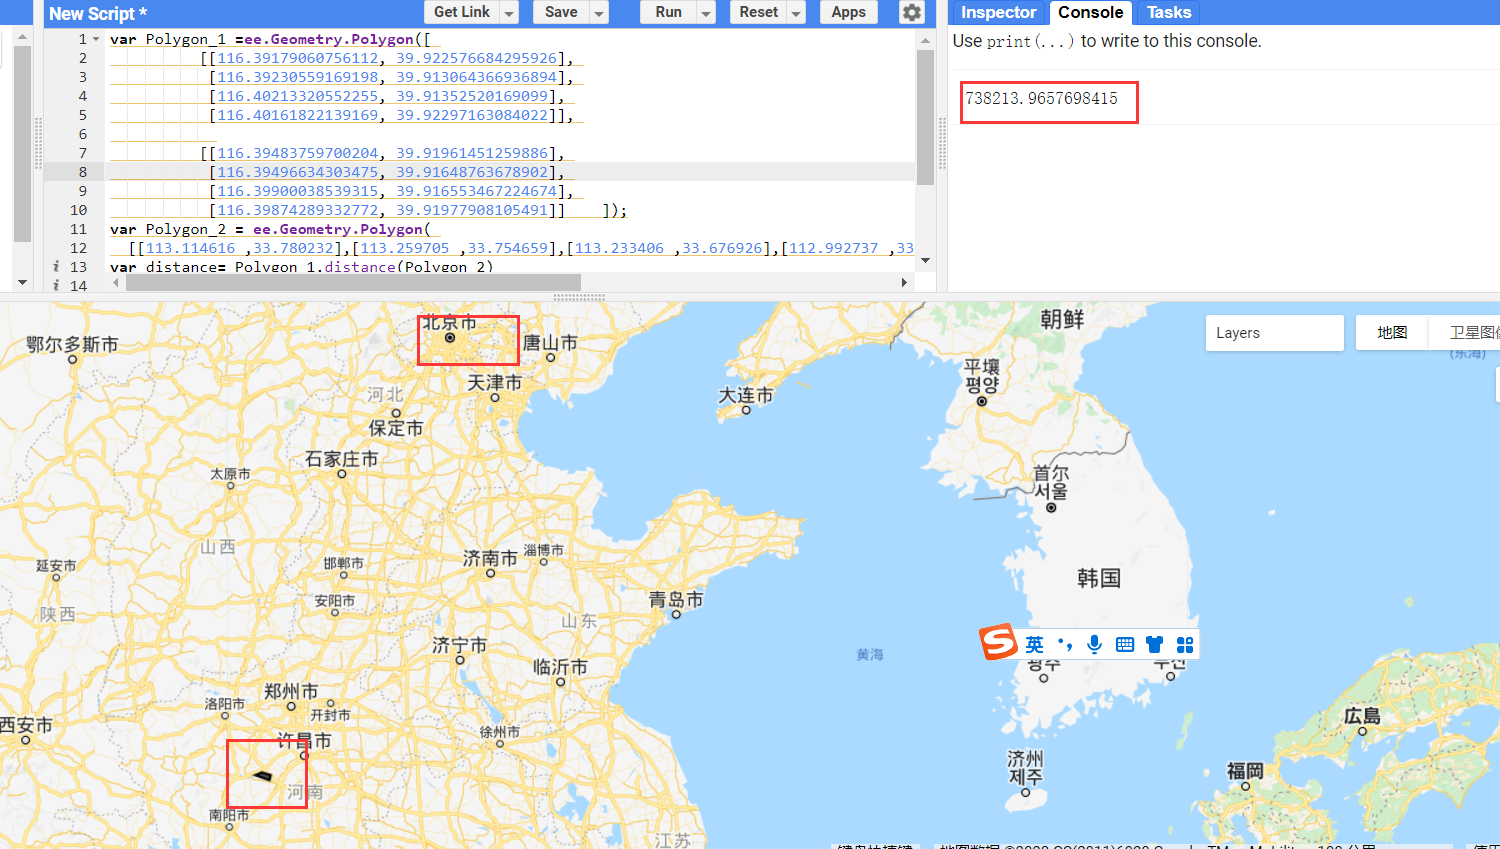 New Script *
Get Link
Save
Run
Reset
Apps
Inspector
Console
Tasks
1 var Polygon_1 =ee.Geometry.Polygon([
2 [[116.39179060756112, 39.922576684295926],
3 [116.39230559169198, 39.913064366936894],
4 [116.40213320552255, 39.91352520169099],
5 [116.40161822139169, 39.92297163084022]],
6
7 [[116.39483759700204, 39.91961451259886],
8 [116.39496634303475, 39.91648763678902],
9 [116.39900038539315, 39.916553467224674],
10 [116.39874289332772, 39.91977908105491]] ]);
11 var Polygon_2 = ee.Geometry.Polygon(
12 [[113.114616 ,33.780232],[113.259705 ,33.754659],[113.233406 ,33.676926],[112.992737 ,33
i 13 var distance= Polygon_1.distance(Polygon_2)
i 14
Use print(...) to write to this console.
738213.9657698415
北京市
鄂尔多斯市
唐山市
天津市
河北
保定市
石家庄市
太原市
山西
延安市
陕西
邯郸市
安阳市
济南市
淄博市
青岛市
山东
济宁市
临沂市
郑州市
洛阳市
开封市
西安市
许昌市
徐州市
河南
南阳市
江苏
大连市
朝鲜
平壤
평양
首尔
서울
韩国
黄海
광주
부산
济州
제주
福岡
広島
Layers
地图
卫星图像
(东海)
英